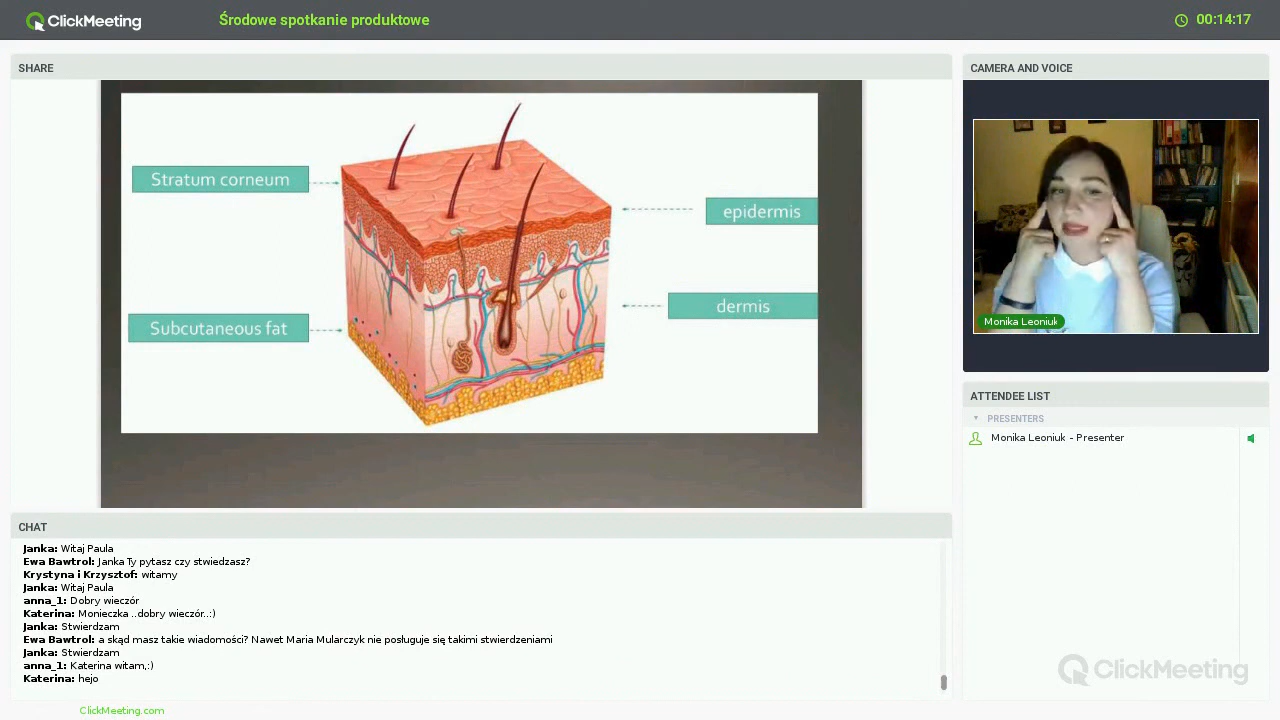 ClickMeeting
Środowe spotkanie produktowe
00:14:17
SHARE
Stratum corneum
epidermis
Subcutaneous fat
dermis
CAMERA AND VOICE
Monika Leoniuk
ATTENDEE LIST
PRESENTERS
Monika Leoniuk - Presenter
CHAT
Janka: Witaj Paula
Ewa Bawtrol: Janka Ty pytasz czy stwiedzasz?
Krystyna i Krzysztof: witamy
Janka: Witaj Paula
anna_1: Dobry wieczór
Katerina: Monieczka ..dobry wieczór..:)
Janka: Stwierdzam
Ewa Bawtrol: a skąd masz takie wiadomości? Nawet Maria Mularczyk nie posługuje się takimi stwierdzeniami
Janka: Stwierdzam
anna_1: Katerina witam,:)
Katerina: hejo
ClickMeeting
ClickMeeting.com